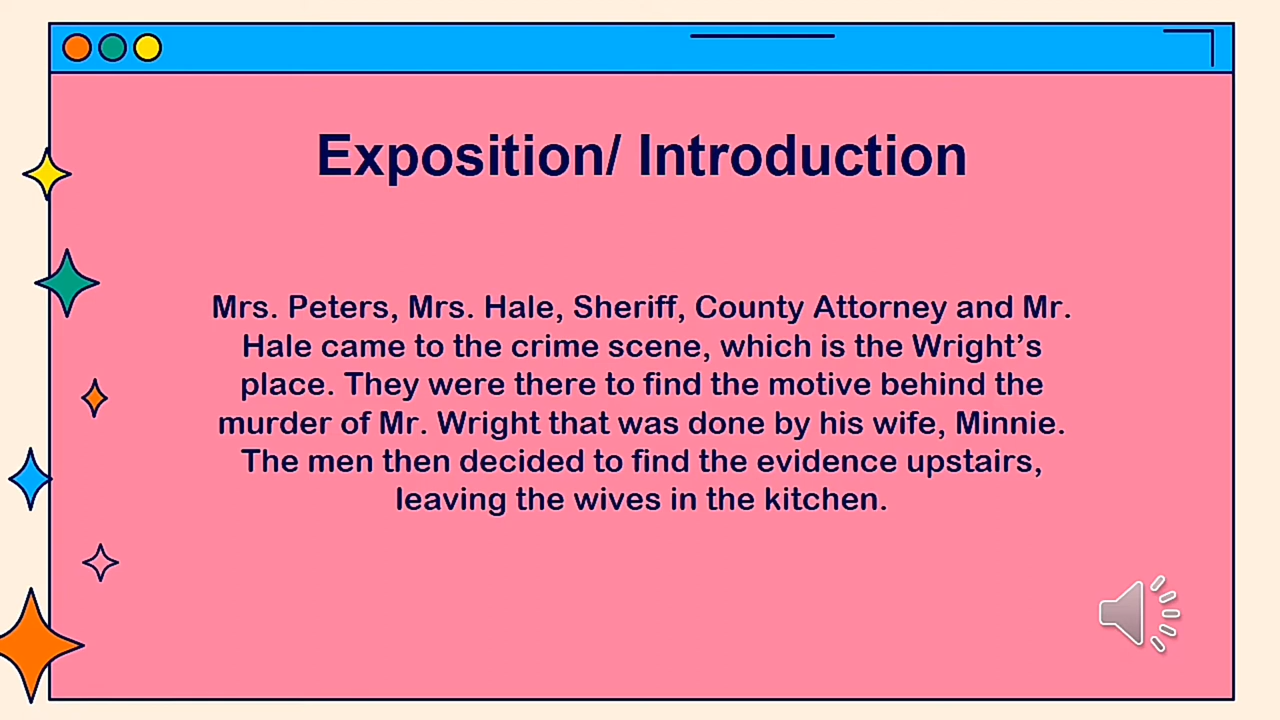 Exposition/ Introduction
Mrs. Peters, Mrs. Hale, Sheriff, County Attorney and Mr.
Hale came to the crime scene, which is the Wright’s
place. They were there to find the motive behind the
murder of Mr. Wright that was done by his wife, Minnie.
The men then decided to find the evidence upstairs,
leaving the wives in the kitchen.